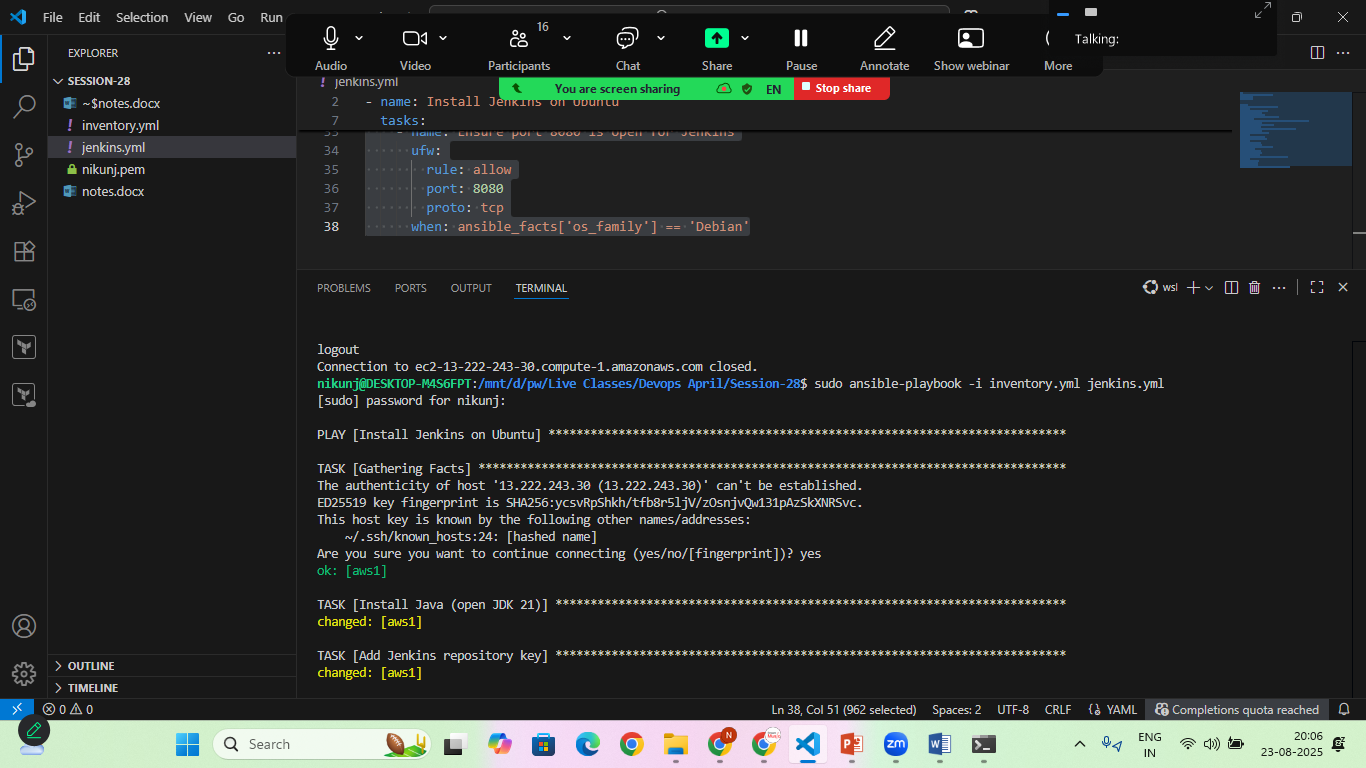 File Edit Selection View Go Run
16
Talking:
Audio Video Participants Chat Share Pause Annotate Show webinar More
EXPLORER
jenkins.yml
You are screen sharing EN Stop share
SESSION-28
~$notes.docx
inventory.yml
jenkins.yml
nikunj.pem
notes.docx
2 - name: Install Jenkins on Ubuntu
7 tasks:
33 - name: Ensure port 8080 is open for Jenkins
34 ufw:
35 rule: allow
36 port: 8080
37 proto: tcp
38 when: ansible_facts['os_family'] == 'Debian'
PROBLEMS PORTS OUTPUT TERMINAL
wsl
logout
Connection to ec2-13-222-243-30.compute-1.amazonaws.com closed.
nikunj@DESKTOP-M4S6FPT:/mnt/d/pw/Live Classes/Devops April/Session-28$ sudo ansible-playbook -i inventory.yml jenkins.yml
[sudo] password for nikunj:
PLAY [Install Jenkins on Ubuntu] **************************************************************************
TASK [Gathering Facts] ************************************************************************************
The authenticity of host '13.222.243.30 (13.222.243.30)' can't be established.
ED25519 key fingerprint is SHA256:ycsvRpShkh/tfb8r5ljV/zOsnjvQw131pAzSkXNRSvc.
This host key is known by the following other names/addresses:
~/.ssh/known_hosts:24: [hashed name]
Are you sure you want to continue connecting (yes/no/[fingerprint])? yes
ok: [aws1]
TASK [Install Java (open JDK 21)] *************************************************************************
changed: [aws1]
TASK [Add Jenkins repository key] *************************************************************************
changed: [aws1]
OUTLINE
TIMELINE
0 0
Ln 38, Col 51 (962 selected) Spaces: 2 UTF-8 CRLF YAML Completions quota reached
Search
ENG
IN
20:06
23-08-2025